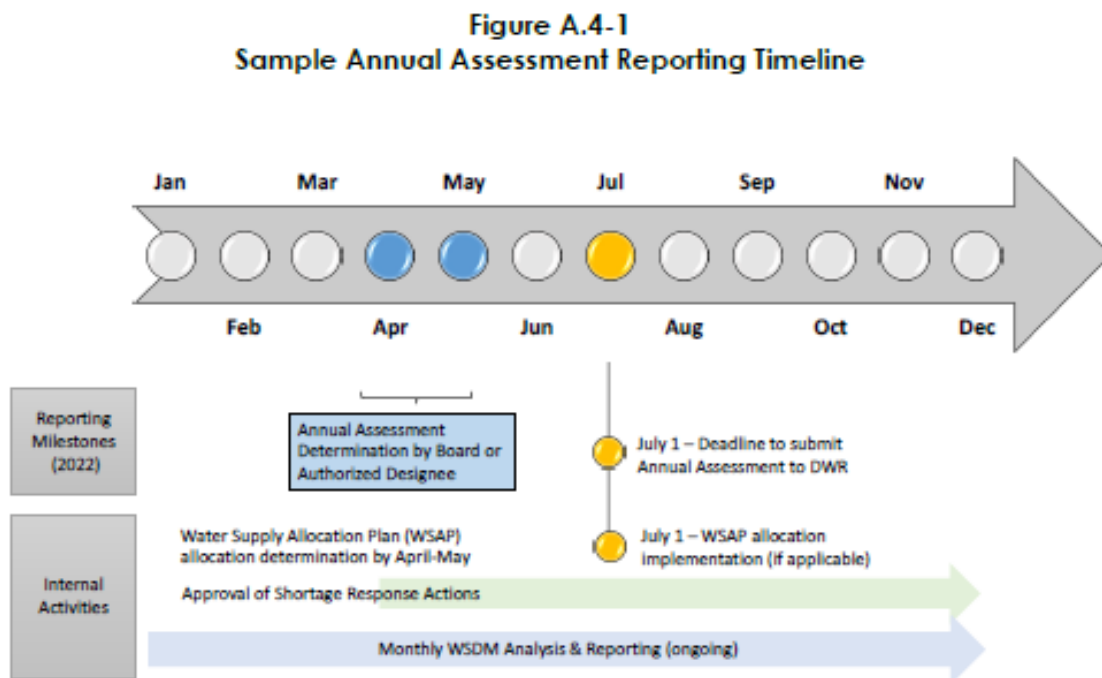 Figure A.4-1
Sample Annual Assessment Reporting Timeline
Jan Mar May Jul Sep Nov
Feb Apr Jun Aug Oct Dec
Reporting
Milestones
(2022)
Annual Assessment
Determination by Board or
Authorized Designee
July 1 – Deadline to submit
Annual Assessment to DWR
Internal
Activities
Water Supply Allocation Plan (WSAP)
allocation determination by April-May
July 1 – WSAP allocation
implementation (if applicable)
Approval of Shortage Response Actions
Monthly WSDM Analysis & Reporting (ongoing)